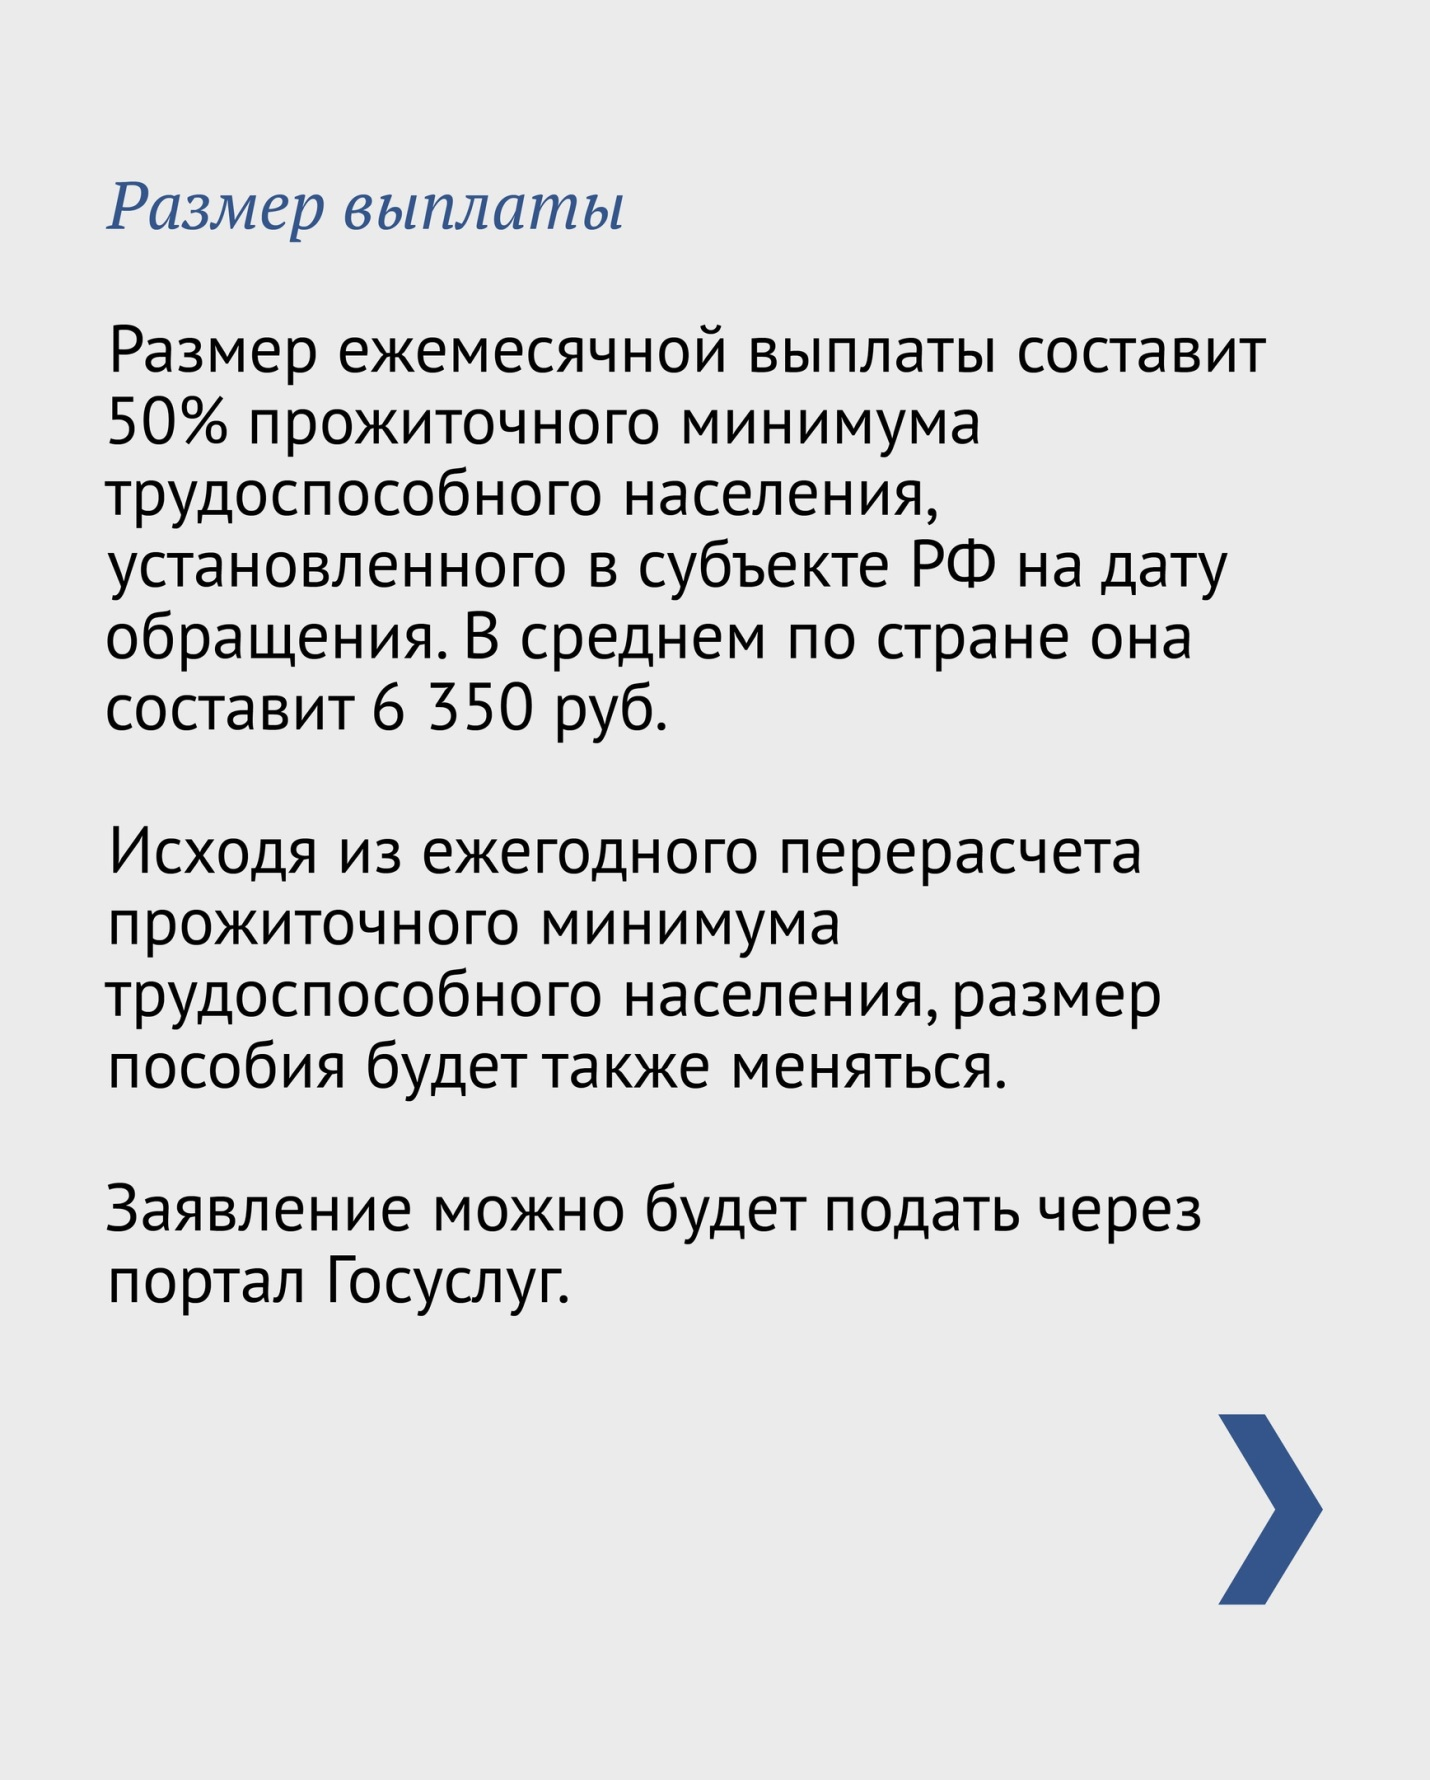 Размер выплаты
Размер ежемесячной выплаты составит
50% прожиточного минимума
трудоспособного населения,
установленного в субъекте РФ на дату
обращения. В среднем по стране она
составит 6 350 руб.
Исходя из ежегодного перерасчета
прожиточного минимума
трудоспособного населения, размер
пособия будет также меняться.
Заявление можно будет подать через
портал Госуслуг.